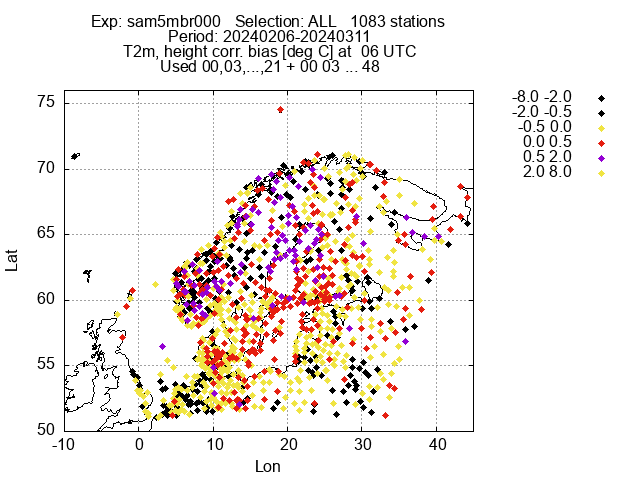 Exp: sam5mbr000   Selection: ALL   1083 stations
Period: 20240206-20240311
T2m, height corr. bias [deg C] at  06 UTC
Used 00,03,...,21 + 00 03 ... 48
-8.0 -2.0
-2.0 -0.5
-0.5 0.0
0.0 0.5
0.5 2.0
2.0 8.0
75
70
65
60
55
50
Lat
-10 0 10 20 30 40
Lon